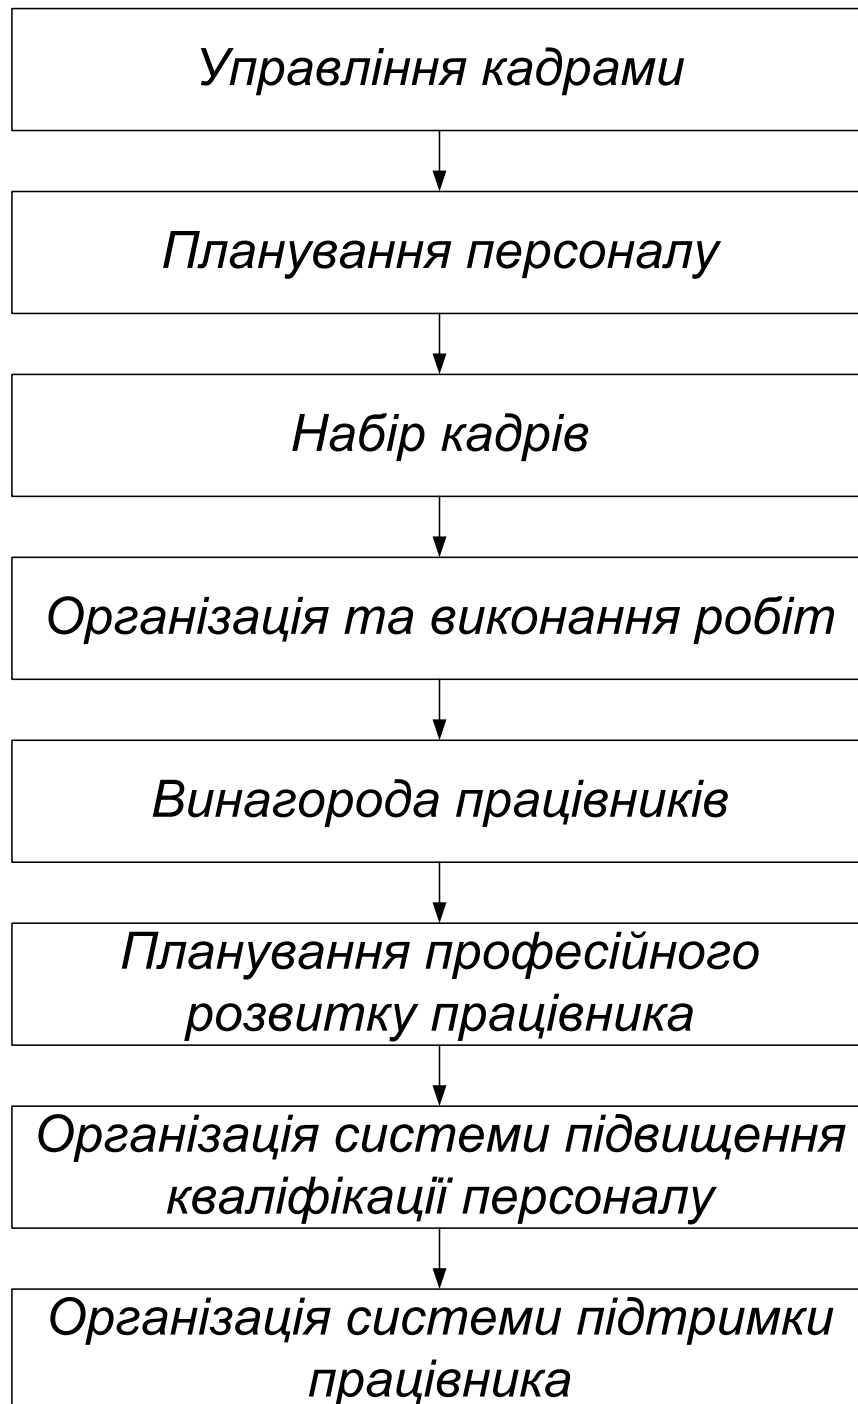 Управління кадрами
Планування персоналу
Набір кадрів
Організація та виконання робіт
Винагорода працівників
Планування професійного
розвитку працівника
Організація системи підвищення
кваліфікації персоналу
Організація системи підтримки
працівника